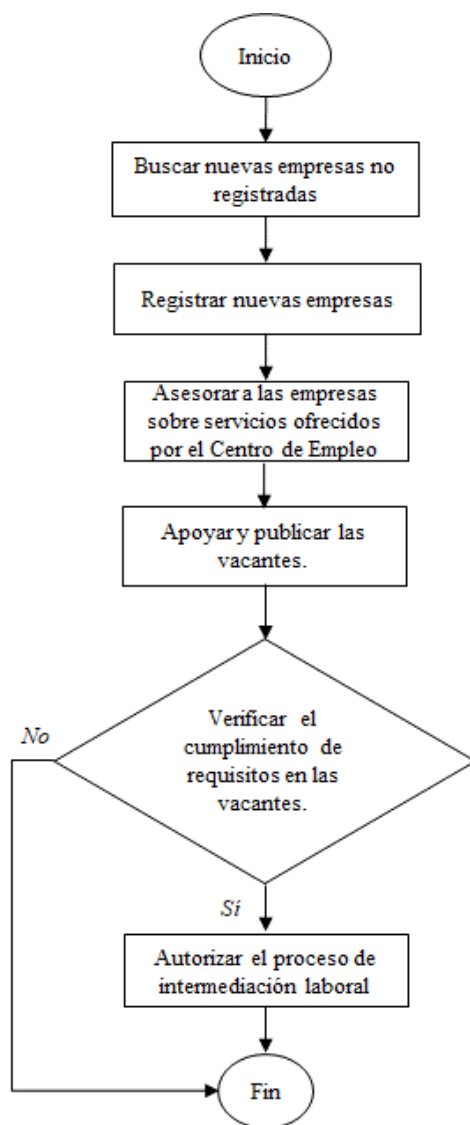 Inicio
Buscar nuevas empresas no
registradas
Registrar nuevas empresas
Asesorar a las empresas
sobre servicios ofrecidos
por el Centro de Empleo
Apoyar y publicar las
vacantes.
No
Verificar el
cumplimiento de
requisitos en las
vacantes.
Sí
Autorizar el proceso de
intermediación laboral
Fin